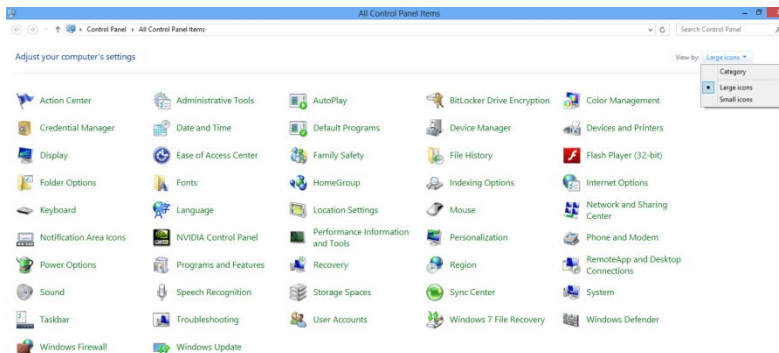 All Control Panel Items
Control Panel ▸ All Control Panel Items
Search Control Panel
Adjust your computer's settings
View by: Large icons
Category
Large icons
Small icons
Action Center
Administrative Tools
AutoPlay
BitLocker Drive Encryption
Color Management
Credential Manager
Date and Time
Default Programs
Device Manager
Devices and Printers
Display
Ease of Access Center
Family Safety
File History
Flash Player (32-bit)
Folder Options
Fonts
HomeGroup
Indexing Options
Internet Options
Keyboard
Language
Location Settings
Mouse
Network and Sharing
Center
Notification Area Icons
NVIDIA Control Panel
Performance Information
and Tools
Personalization
Phone and Modem
Power Options
Programs and Features
Recovery
Region
RemoteApp and Desktop
Connections
Sound
Speech Recognition
Storage Spaces
Sync Center
System
Taskbar
Troubleshooting
User Accounts
Windows 7 File Recovery
Windows Defender
Windows Firewall
Windows Update